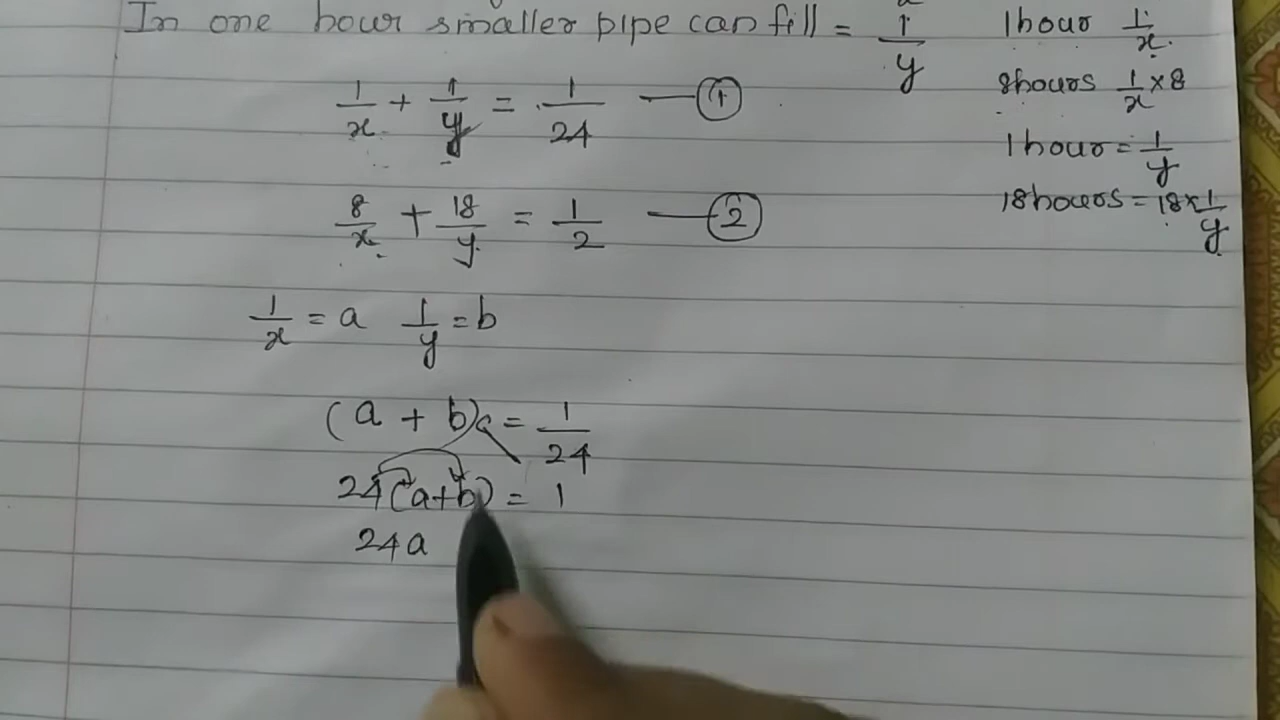 In one hour smaller pipe can fill = 1/y
1/x + 1/y = 1/24 — ①
8/x + 18/y = 1/2 — ②
1/x = a 1/y = b
(a + b) = 1/24
24(a+b) = 1
24a
1 hour 1/x
8 hours 1/x × 8
1 hour = 1/y
18 hours = 18 × 1/y